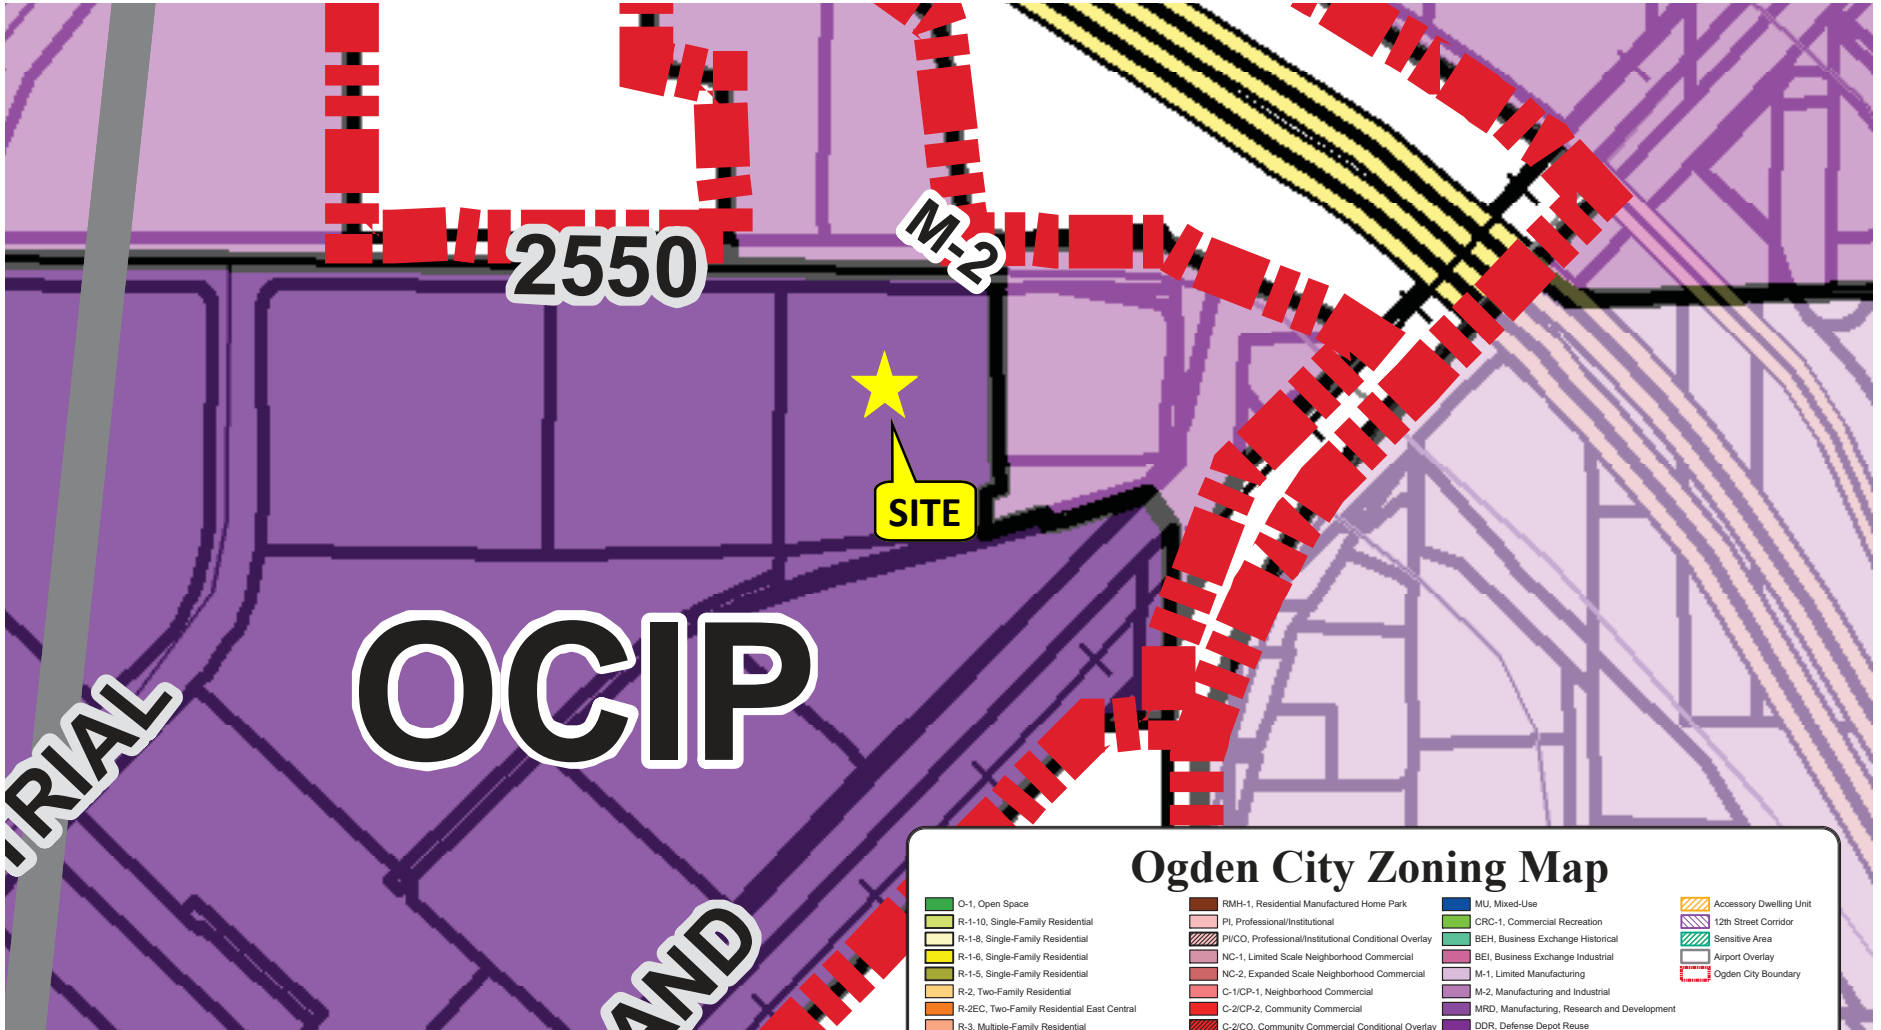 2550
M-2
SITE
OCIP
TRIAL
AND
Ogden City Zoning Map
O-1, Open Space
R-1-10, Single-Family Residential
R-1-8, Single-Family Residential
R-1-6, Single-Family Residential
R-1-5, Single-Family Residential
R-2, Two-Family Residential
R-2EC, Two-Family Residential East Central
R-3, Multiple-Family Residential
RMH-1, Residential Manufactured Home Park
PI, Professional/Institutional
PI/CO, Professional/Institutional Conditional Overlay
NC-1, Limited Scale Neighborhood Commercial
NC-2, Expanded Scale Neighborhood Commercial
C-1/CP-1, Neighborhood Commercial
C-2/CP-2, Community Commercial
C-2/CO, Community Commercial Conditional Overlay
MU, Mixed-Use
CRC-1, Commercial Recreation
BEH, Business Exchange Historical
BEI, Business Exchange Industrial
M-1, Limited Manufacturing
M-2, Manufacturing and Industrial
MRD, Manufacturing, Research and Development
DDR, Defense Depot Reuse
Accessory Dwelling Unit
12th Street Corridor
Sensitive Area
Airport Overlay
Ogden City Boundary